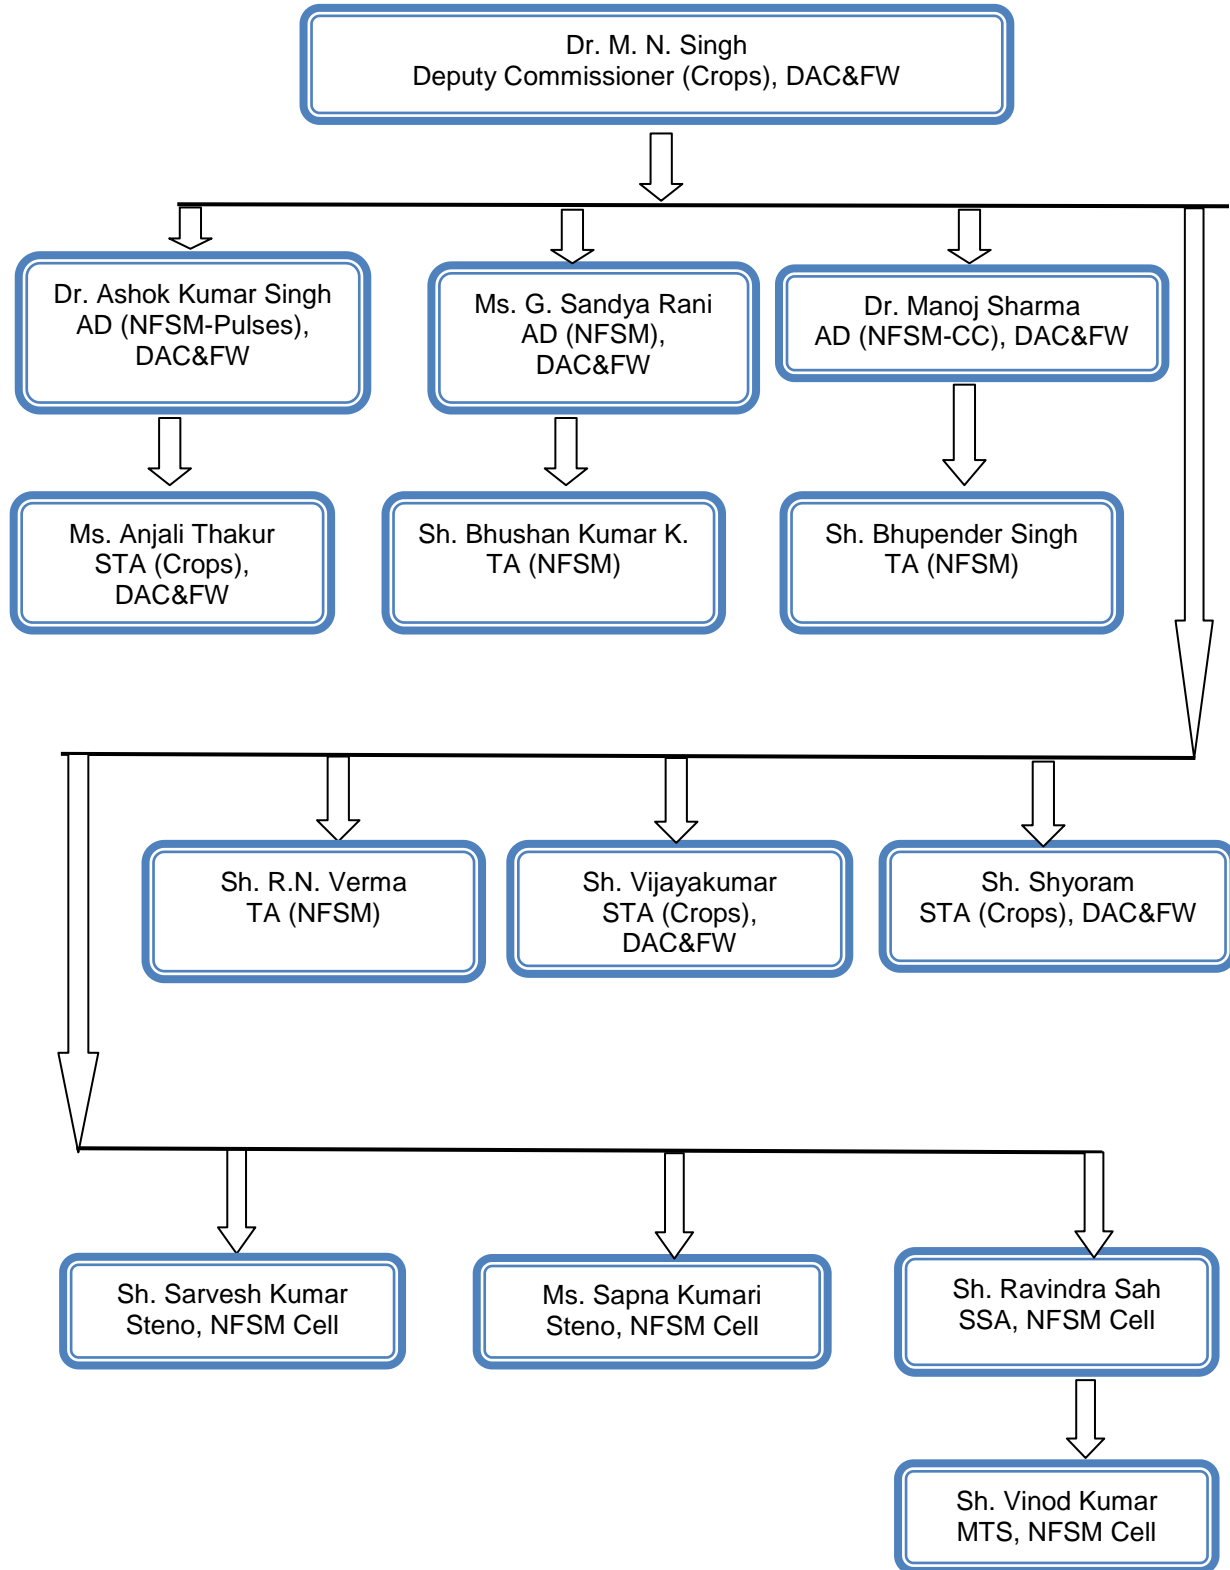 Dr. M. N. Singh
Deputy Commissioner (Crops), DAC&FW
Dr. Ashok Kumar Singh
AD (NFSM-Pulses),
DAC&FW
Ms. G. Sandya Rani
AD (NFSM),
DAC&FW
Dr. Manoj Sharma
AD (NFSM-CC), DAC&FW
Ms. Anjali Thakur
STA (Crops),
DAC&FW
Sh. Bhushan Kumar K.
TA (NFSM)
Sh. Bhupender Singh
TA (NFSM)
Sh. R.N. Verma
TA (NFSM)
Sh. Vijayakumar
STA (Crops),
DAC&FW
Sh. Shyoram
STA (Crops), DAC&FW
Sh. Sarvesh Kumar
Steno, NFSM Cell
Ms. Sapna Kumari
Steno, NFSM Cell
Sh. Ravindra Sah
SSA, NFSM Cell
Sh. Vinod Kumar
MTS, NFSM Cell